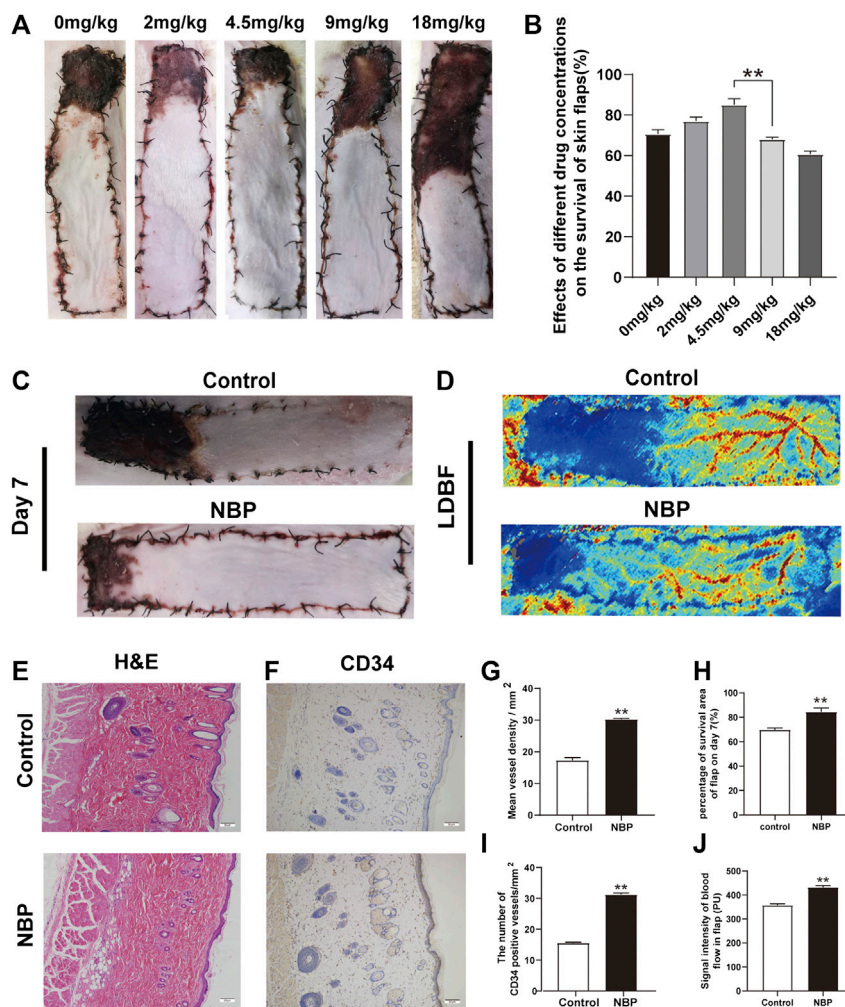 A
0mg/kg 2mg/kg 4.5mg/kg 9mg/kg 18mg/kg
B
Effects of different drug concentrations
on the survival of skin flaps(%)
100
80
60
40
20
0
**
0mg/kg
2mg/kg
4.5mg/kg
9mg/kg
18mg/kg
C
Control
Day 7
NBP
D
Control
LDBF
NBP
E
H&E
F
CD34
Control
NBP
G
Mean vessel density / mm 2
40
30
20
10
0
**
Control NBP
H
percentage of survival area
of flap on day 7(%)
100
80
60
40
20
0
**
control NBP
I
The number of
CD34 positive vessels/mm 2
40
30
20
10
0
**
Control NBP
J
Signal intensity of blood
flow in flap (PU)
500
400
300
200
100
0
**
Control NBP